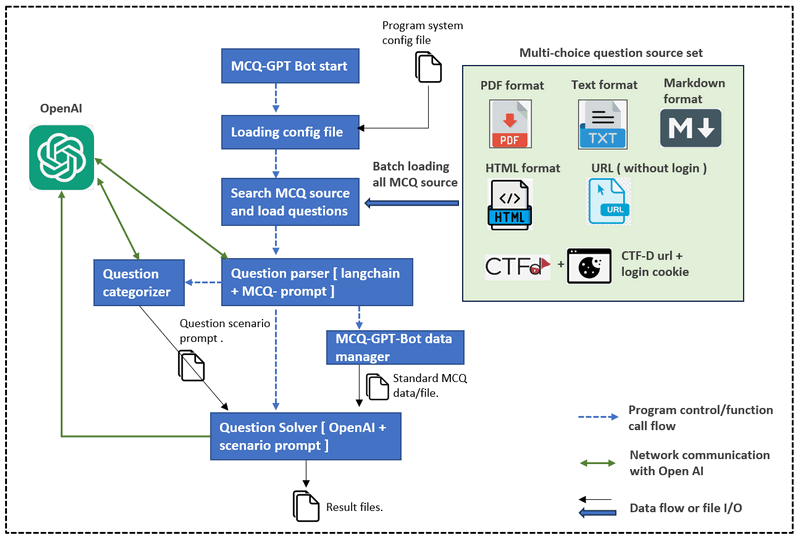 Program system
config file
MCQ-GPT Bot start
Multi-choice question source set
PDF format
Text format
Markdown
format
OpenAI
Loading config file
PDF
TXT
M
Batch loading
all MCQ source
HTML format
URL ( without login )
Search MCQ source
and load questions
</>
HTML
URL
Question
categorizer
Question parser [ langchain
+ MCQ- prompt ]
CTFd
+
CTF-D url +
login cookie
Question scenario
prompt .
MCQ-GPT-Bot data
manager
Standard MCQ
data/file.
Question Solver [ OpenAI +
scenario prompt ]
Program control/function
call flow
Network communication
with Open AI
Result files.
Data flow or file I/O